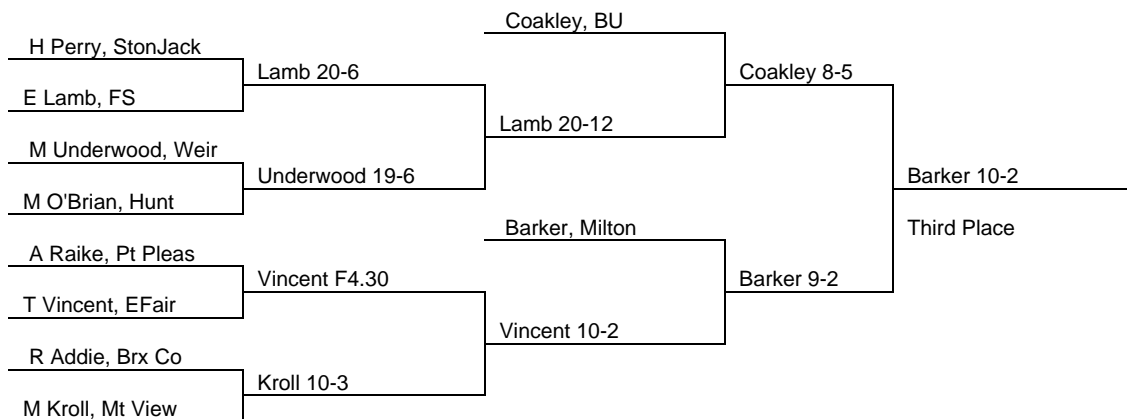 Coakley, BU
H Perry, StonJack
Lamb 20-6
Coakley 8-5
E Lamb, FS
Lamb 20-12
M Underwood, Weir
Underwood 19-6
Barker 10-2
M O'Brian, Hunt
Barker, Milton
Third Place
A Raike, Pt Pleas
Vincent F4.30
Barker 9-2
T Vincent, EFair
Vincent 10-2
R Addie, Brx Co
Kroll 10-3
M Kroll, Mt View